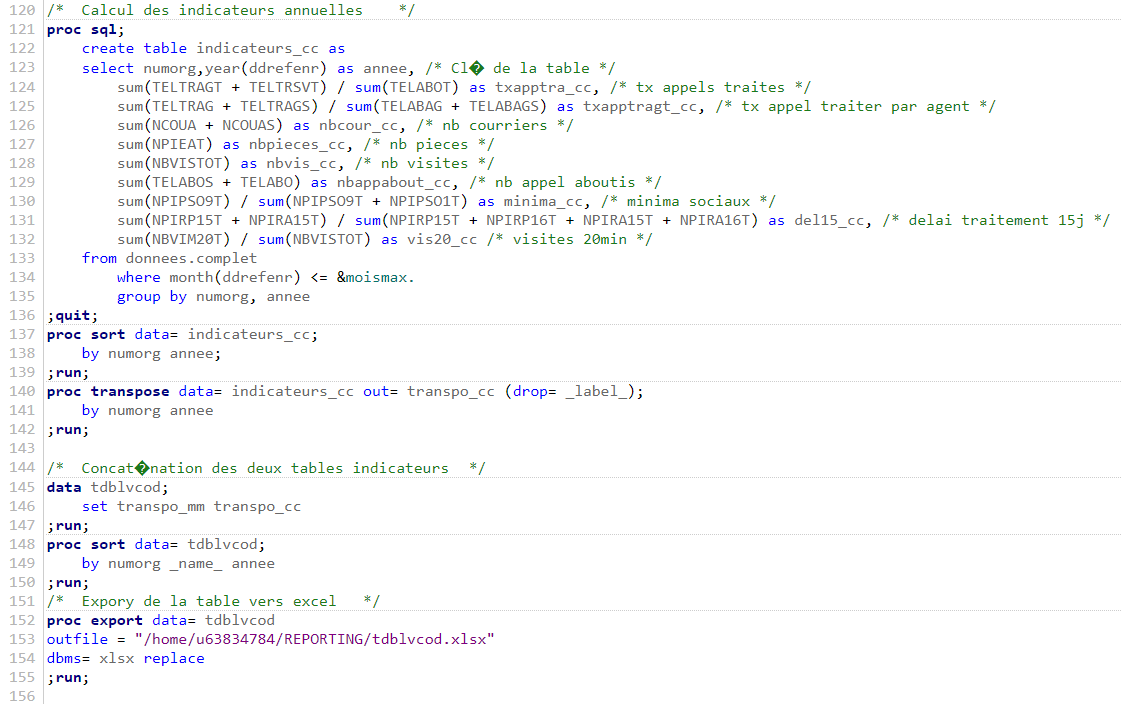 120 /*  Calcul des indicateurs annuelles    */
121 proc sql;
122     create table indicateurs_cc as
123     select numorg,year(ddrefenr) as annee, /* Cl� de la table */
124         sum(TELTRAGT + TELTRSVT) / sum(TELABOT) as txapptra_cc, /* tx appels traites */
125         sum(TELTRAG + TELTRAGS) / sum(TELABAG + TELABAGS) as txapptragt_cc, /* tx appel traiter par agent */
126         sum(NCOUA + NCOUAS) as nbcour_cc, /* nb courriers */
127         sum(NPIEAT) as nbpieces_cc, /* nb pieces */
128         sum(NBVISTOT) as nbvis_cc, /* nb visites */
129         sum(TELABOS + TELABO) as nbappabout_cc, /* nb appel aboutis */
130         sum(NPIPSO9T) / sum(NPIPSO9T + NPIPSO1T) as minima_cc, /* minima sociaux */
131         sum(NPIRP15T + NPIRA15T) / sum(NPIRP15T + NPIRP16T + NPIRA15T + NPIRA16T) as del15_cc, /* delai traitement 15j */
132         sum(NBVIM20T) / sum(NBVISTOT) as vis20_cc /* visites 20min */
133     from donnees.complet
134         where month(ddrefenr) <= &moismax.
135         group by numorg, annee
136 ;quit;
137 proc sort data= indicateurs_cc;
138     by numorg annee;
139 ;run;
140 proc transpose data= indicateurs_cc out= transpo_cc (drop= _label_);
141     by numorg annee
142 ;run;
143
144 /*  Concat�nation des deux tables indicateurs  */
145 data tdblvcod;
146     set transpo_mm transpo_cc
147 ;run;
148 proc sort data= tdblvcod;
149     by numorg _name_ annee
150 ;run;
151 /*  Expory de la table vers excel   */
152 proc export data= tdblvcod
153 outfile = "/home/u63834784/REPORTING/tdblvcod.xlsx"
154 dbms= xlsx replace
155 ;run;
156